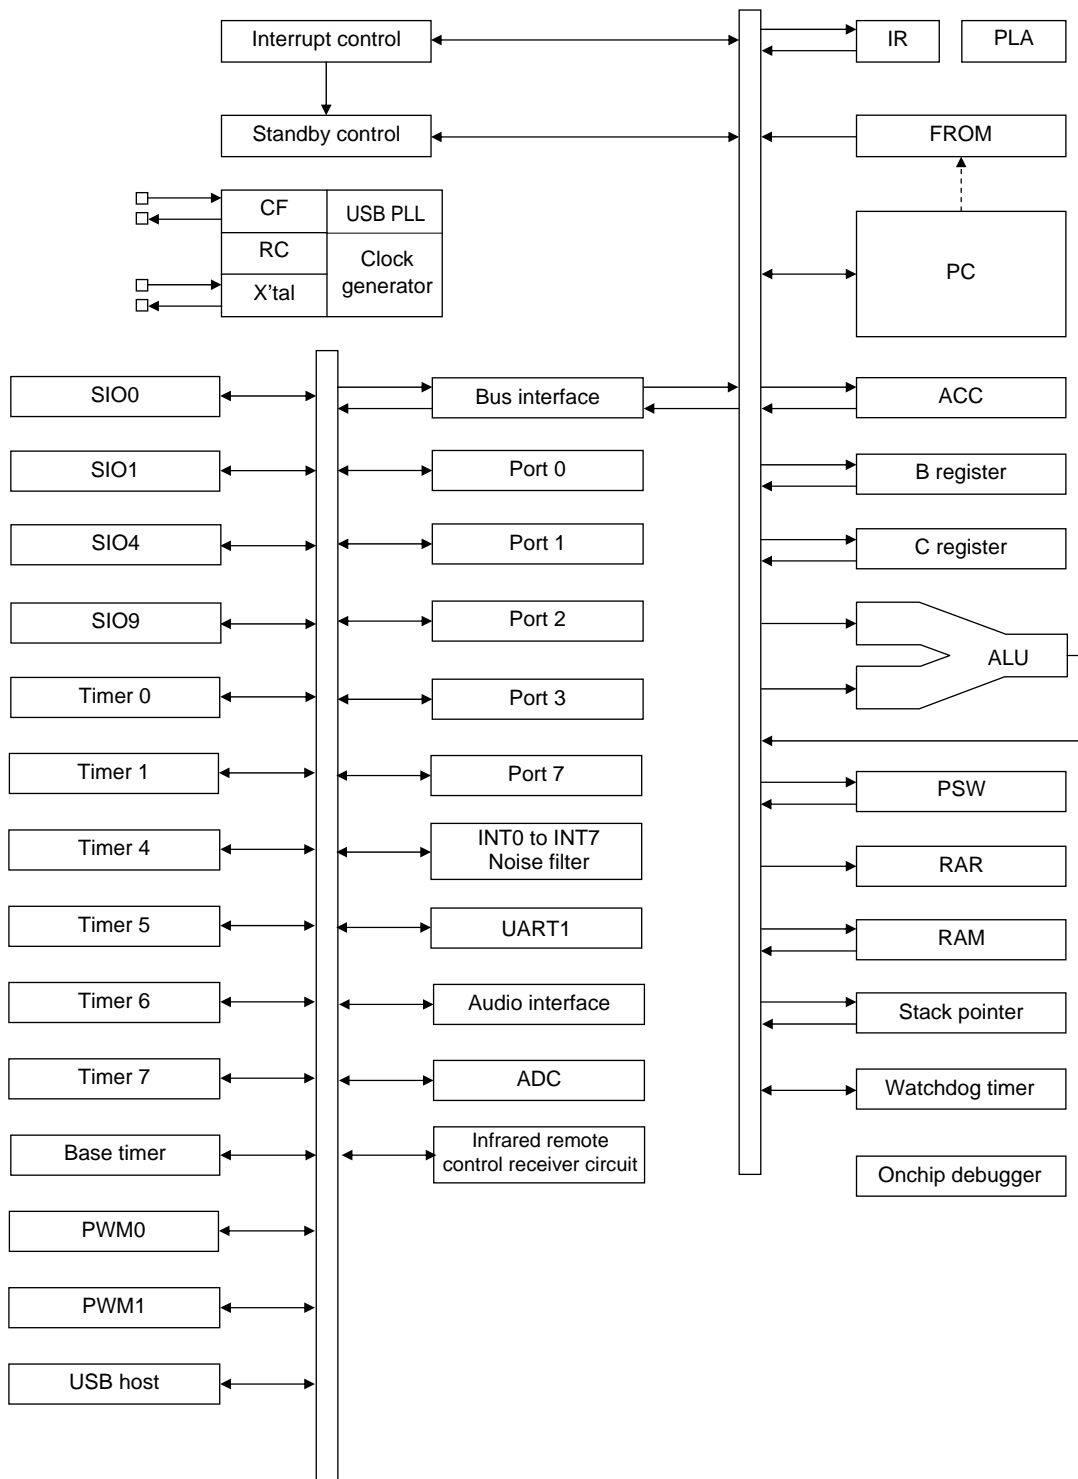 Interrupt control
IR
PLA
Standby control
FROM
CF
USB PLL
RC
Clock
generator
X'tal
PC
SIO0
Bus interface
ACC
SIO1
Port 0
B register
SIO4
Port 1
C register
SIO9
Port 2
ALU
Timer 0
Port 3
Timer 1
Port 7
PSW
Timer 4
INT0 to INT7
Noise filter
RAR
Timer 5
UART1
RAM
Timer 6
Audio interface
Stack pointer
Timer 7
ADC
Watchdog timer
Base timer
Infrared remote
control receiver circuit
Onchip debugger
PWM0
PWM1
USB host